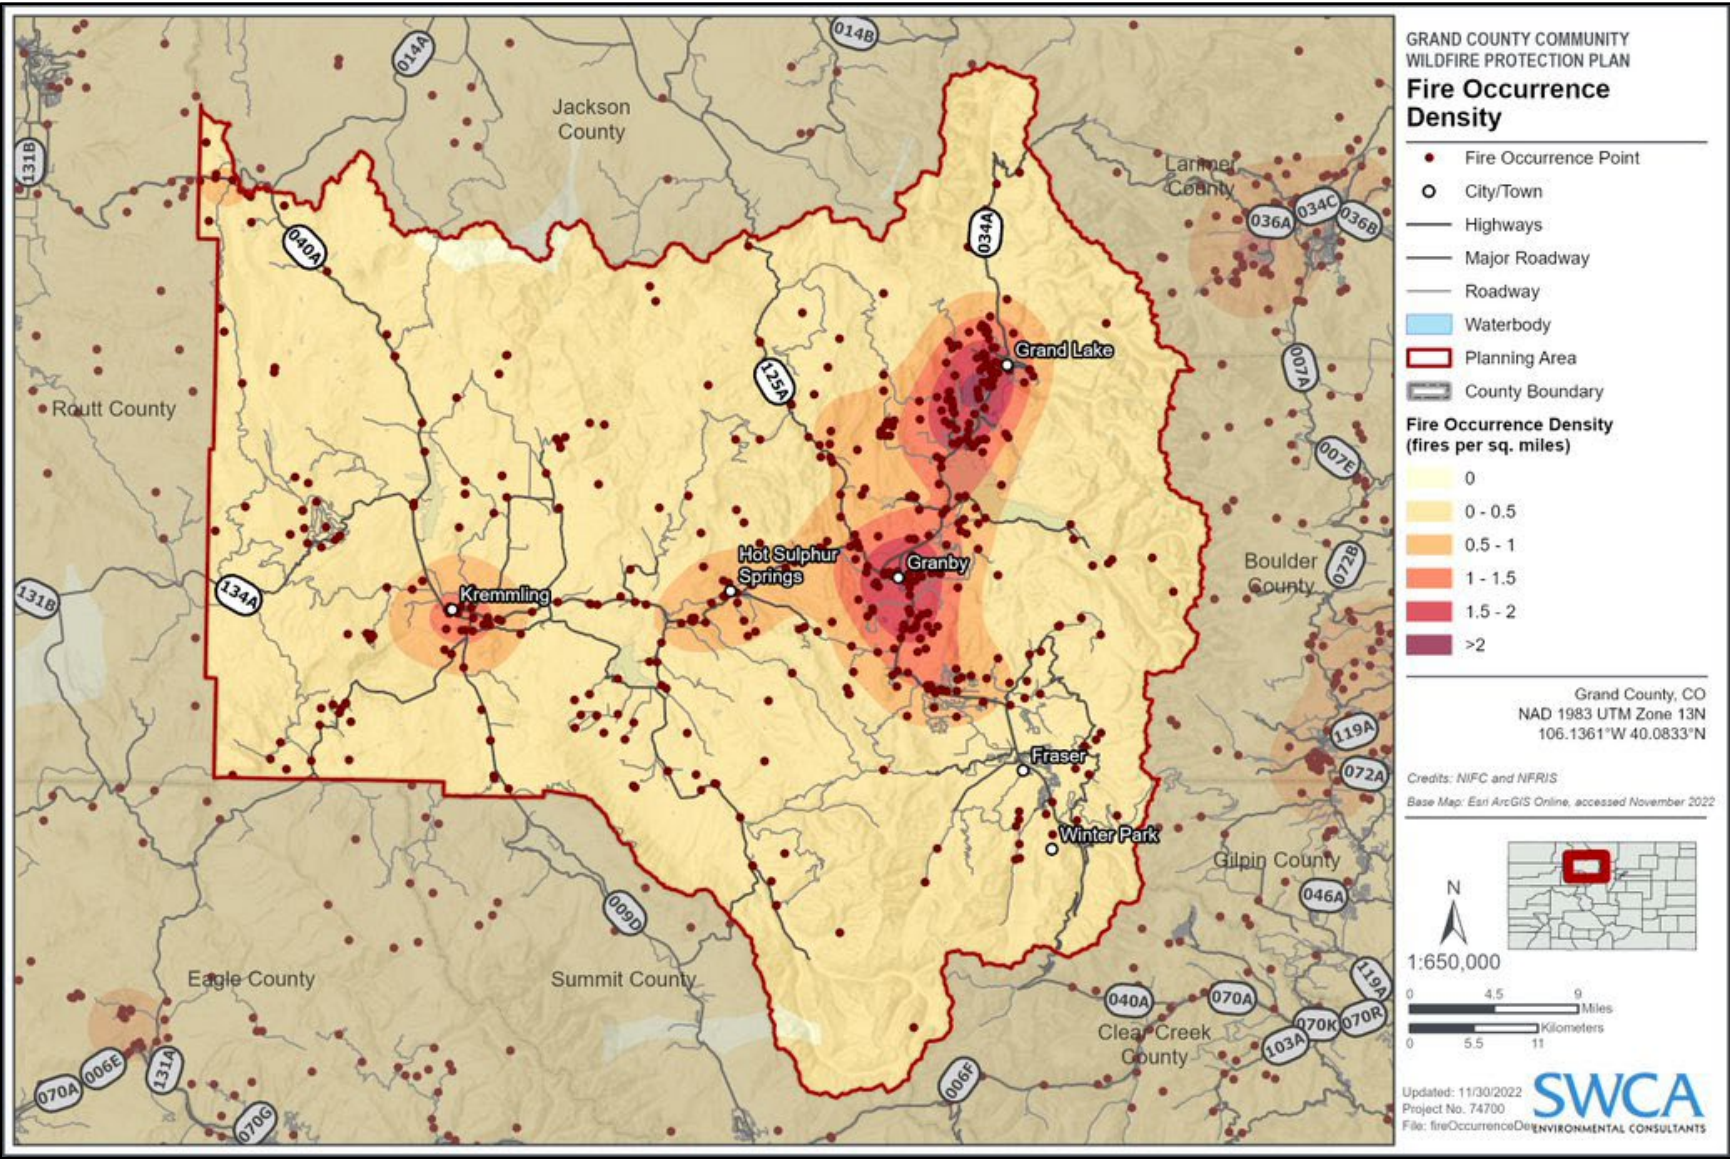 GRAND COUNTY COMMUNITY
WILDFIRE PROTECTION PLAN
Fire Occurrence
Density
Fire Occurrence Point
City/Town
Highways
Major Roadway
Roadway
Waterbody
Planning Area
County Boundary
Fire Occurrence Density
(fires per sq. miles)
0
0 - 0.5
0.5 - 1
1 - 1.5
1.5 - 2
>2
Grand County, CO
NAD 1983 UTM Zone 13N
106.1361°W 40.0833°N
Credits: NIFC and NFRIS
Base Map: Esri ArcGIS Online, accessed November 2022
N
1:650,000
0 4.5 9
Miles
Kilometers
0 5.5 11
Updated: 11/30/2022
Project No. 74700
File: fireOccurrenceDe
SWCA
ENVIRONMENTAL CONSULTANTS
014A
014B
Jackson
County
131B
Larimer
County
036A
034C
036B
040A
034A
007A
Grand Lake
125A
Routt County
007E
Hot Sulphur
Springs
Granby
Boulder
County
072B
131B
134A
Kremmling
119A
Fraser
072A
Winter Park
Gilpin County
046A
009D
Eagle County
Summit County
119A
040A
070A
070K
070R
Clear Creek
County
103A
006E
131A
070A
006F
070G